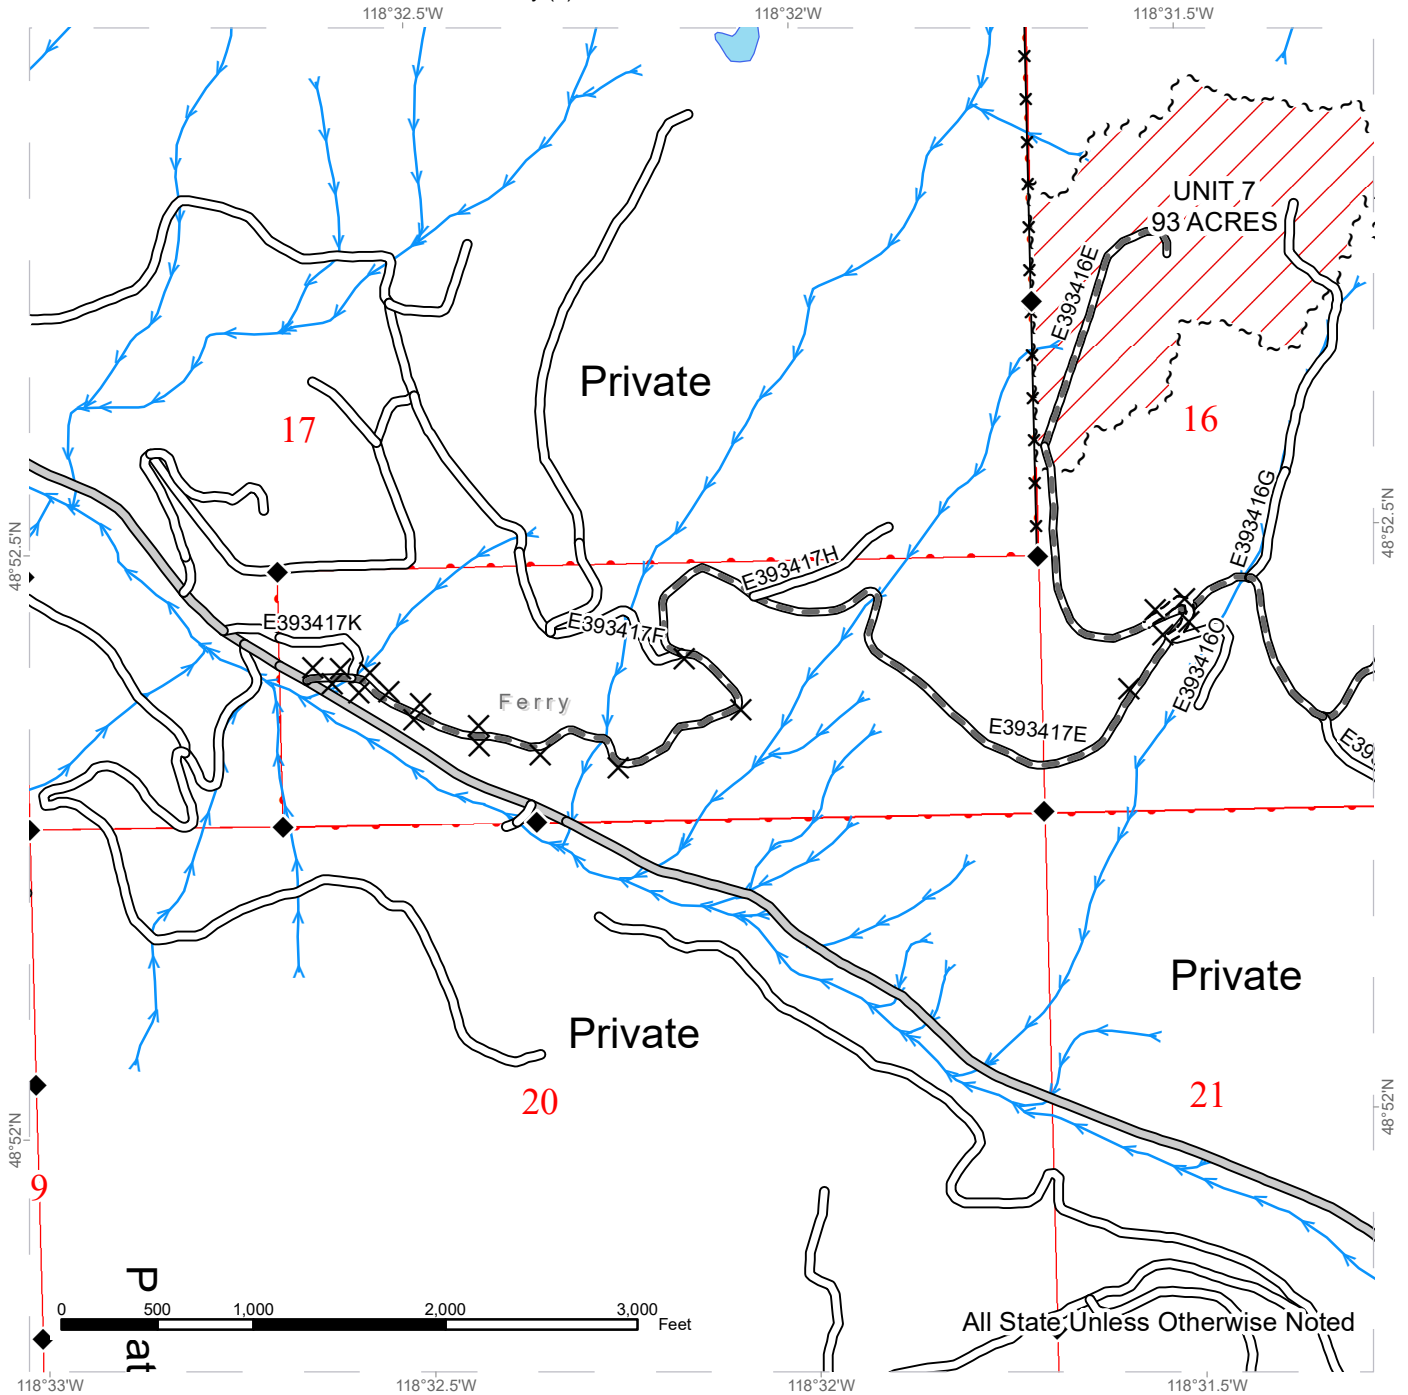 118°32.5'W
118°32'W
118°31.5'W
UNIT 7
93 ACRES
E393416E
Private
17
16
E393416G
48°52.5'N
48°52.5'N
E393417H
E393417K
E393417F
E393416O
Ferry
E393417E
E39
Private
Private
20
21
48°52'N
48°52'N
9
P
at
0
500
1,000
2,000
3,000
Feet
All State Unless Otherwise Noted
118°33'W
118°32.5'W
118°32'W
118°31.5'W